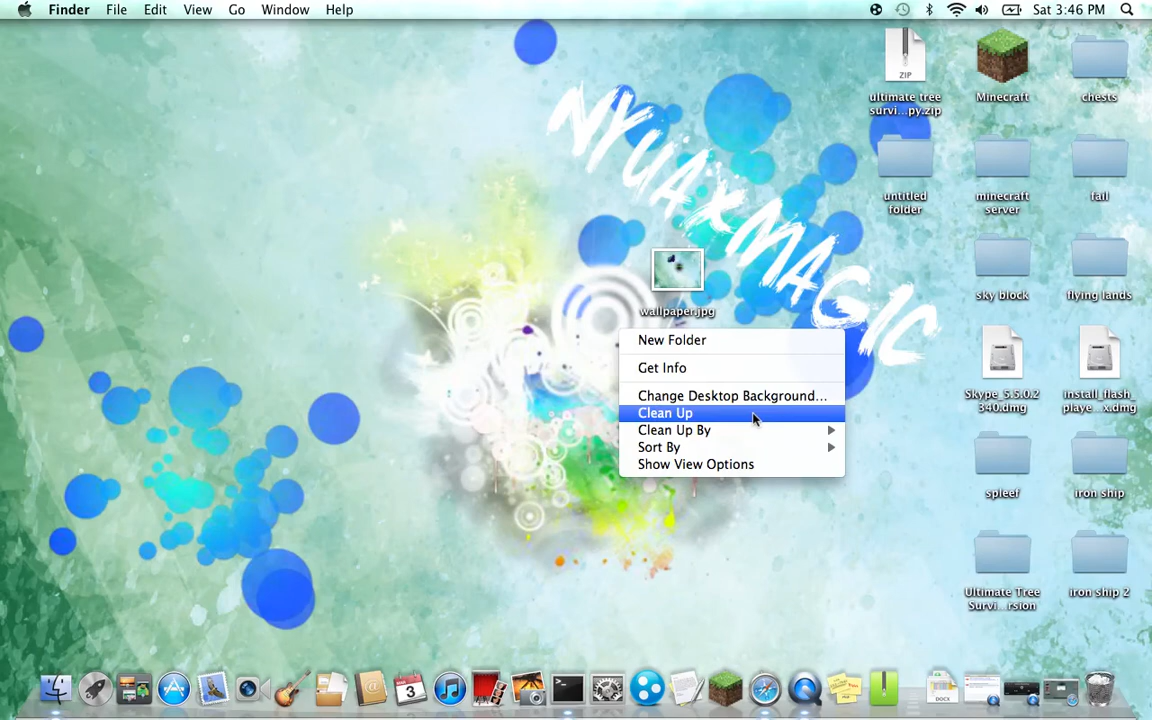 Finder File Edit View Go Window Help
Sat 3:46 PM
ZIP
ultimate tree
survi...py.zip
Minecraft
chests
NYUAxMAGIC
untitled
folder
minecraft
server
fail
wallpaper.jpg
sky block
flying lands
New Folder
Get Info
Change Desktop Background...
Clean Up
Clean Up By
Sort By
Show View Options
Skype_5.5.0.2
340.dmg
install_flash_
playe...x.dmg
spleef
iron ship
Ultimate Tree
Survi...rsion
iron ship 2
3
DOCX